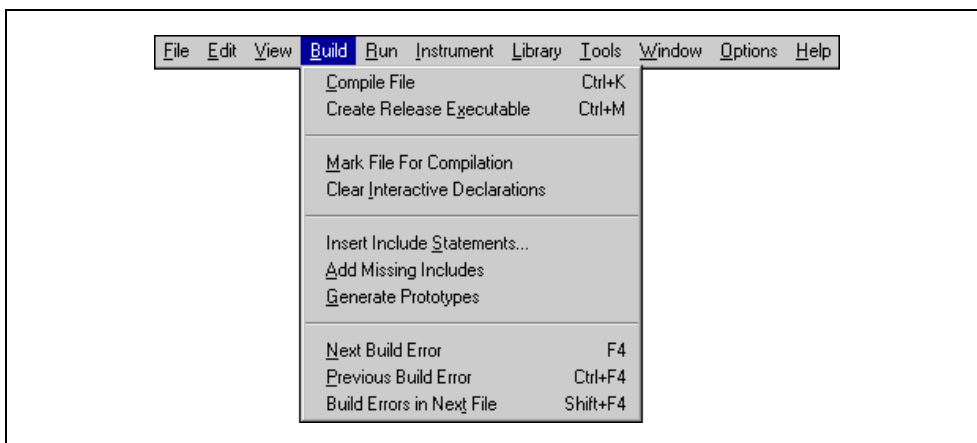 File Edit View Build Run Instrument Library Tools Window Options Help
Compile File Ctrl+K
Create Release Executable Ctrl+M
Mark File For Compilation
Clear Interactive Declarations
Insert Include Statements...
Add Missing Includes
Generate Prototypes
Next Build Error F4
Previous Build Error Ctrl+F4
Build Errors in Next File Shift+F4